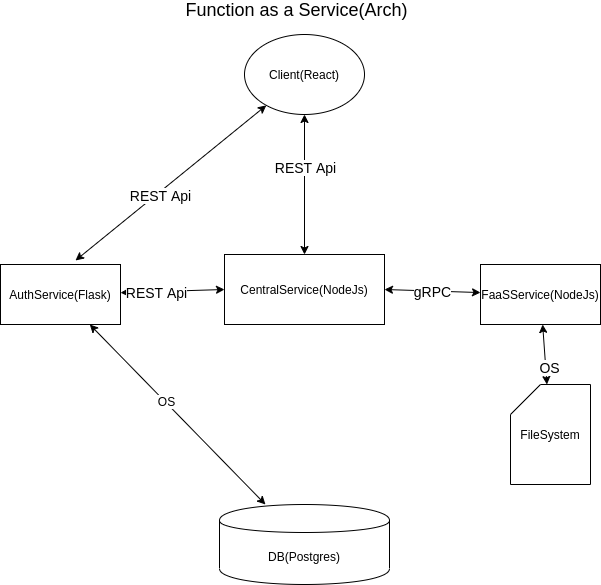 Function as a Service(Arch)
Client(React)
REST Api
REST Api
AuthService(Flask)
REST Api
CentralService(NodeJs)
gRPC
FaaSService(NodeJs)
OS
OS
FileSystem
DB(Postgres)